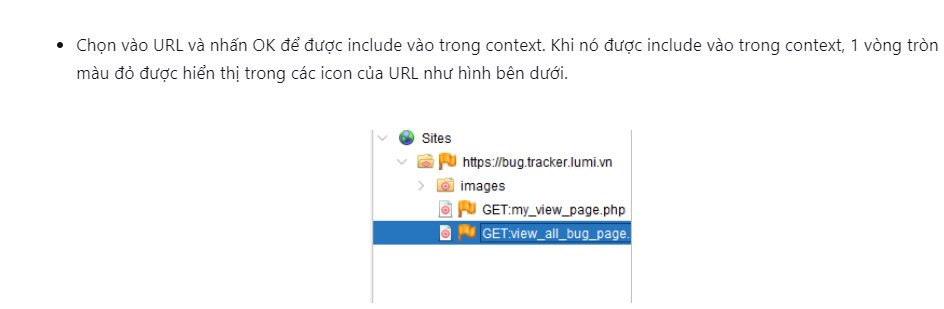 Chọn vào URL và nhấn OK để được include vào trong context. Khi nó được include vào trong context, 1 vòng tròn
màu đỏ được hiển thị trong các icon của URL như hình bên dưới.
Sites
https://bug.tracker.lumi.vn
images
GET:my_view_page.php
GET:view_all_bug_page.